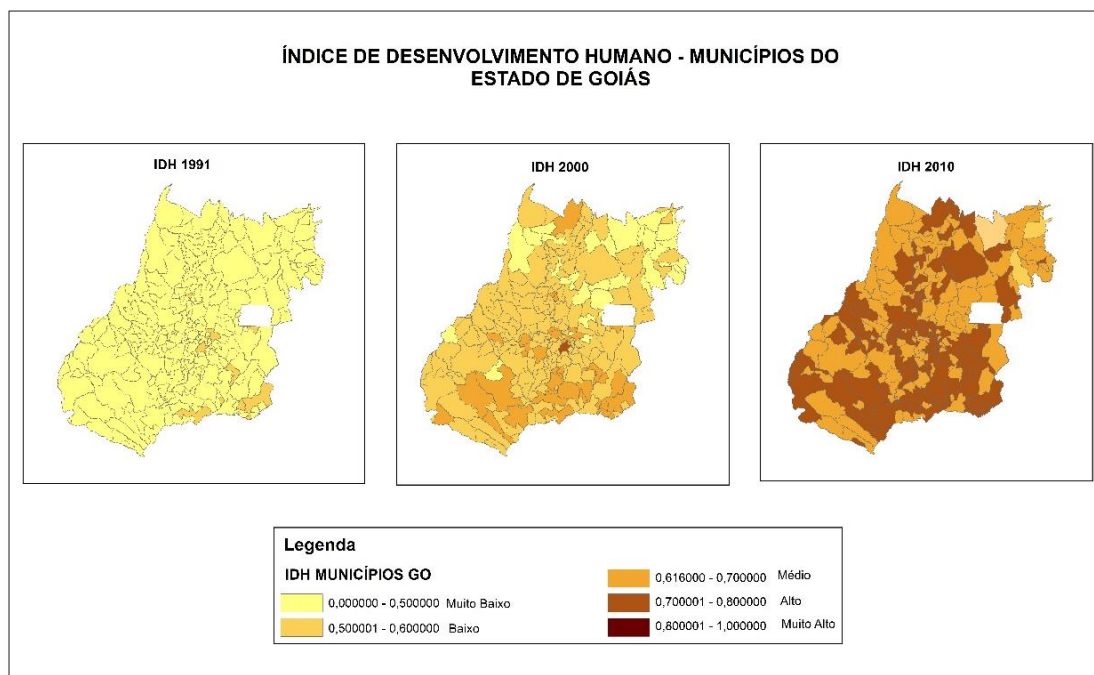 ÍNDICE DE DESENVOLVIMENTO HUMANO - MUNICÍPIOS DO
ESTADO DE GOIÁS
IDH 1991
IDH 2000
IDH 2010
Legenda
IDH MUNICÍPIOS GO
0,000000 - 0,500000 Muito Baixo
0,500001 - 0,600000 Baixo
0,616000 - 0,700000 Médio
0,700001 - 0,800000 Alto
0,800001 - 1,000000 Muito Alto